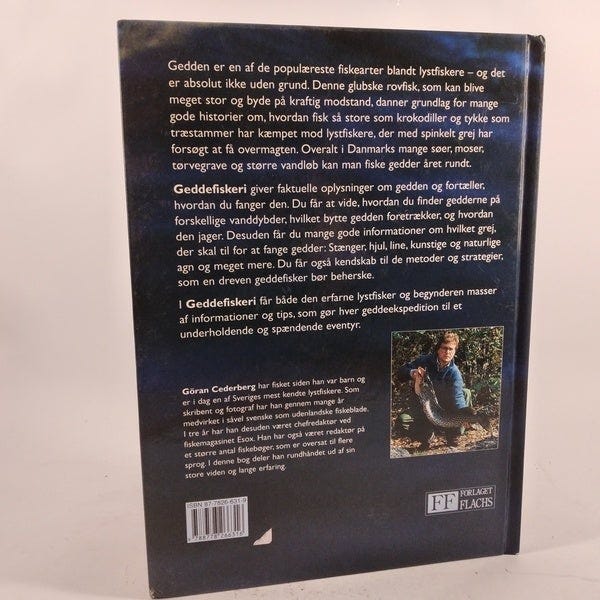 Gedden er en af de populæreste fiskearter blandt lystfiskere – og det
er absolut ikke uden grund. Denne glubske rovfisk, som kan blive
meget stor og byde på kraftig modstand, danner grundlag for mange
gode historier om, hvordan fisk så store som krokodiller og tykke som
træstammer har kæmpet mod lystfiskere, der med spinkelt grej har
forsøgt at få overmagten. Overalt i Danmarks mange søer, moser,
tørvegrave og større vandløb kan man fiske gedder året rundt.
Geddefiskeri giver faktuelle oplysninger om gedden og fortæller,
hvordan du fanger den. Du får at vide, hvordan du finder gedderne på
forskellige vanddybder, hvilket bytte gedden foretrækker, og hvordan
den jager. Desuden får du mange gode informationer om hvilket grej,
der skal til for at fange gedder: Stænger, hjul, line, kunstige og naturlige
agn og meget mere. Du får også kendskab til de metoder og strategier,
som en dreven geddefisker bør beherske.
I Geddefiskeri får både den erfarne lystfisker og begynderen masser
af informationer og tips, som gør hver geddeekspedition til et
underholdende og spændende eventyr.
Göran Cederberg har fisket siden han var barn og
er i dag en af Sveriges mest kendte lystfiskere. Som
skribent og fotograf har han gennem mange år
medvirket i såvel svenske som udenlandske fiskeblade.
I tre år har han desuden været chefredaktør ved
fiskemagasinet Esox. Han har også været redaktør på
et større antal fiskebøger, som er oversat til flere
sprog. I denne bog deler han rundhåndet ud af sin
store viden og lange erfaring.
ISBN 87-7826-631-9
9 788778 266316
FF FORLAGET
FLACHS